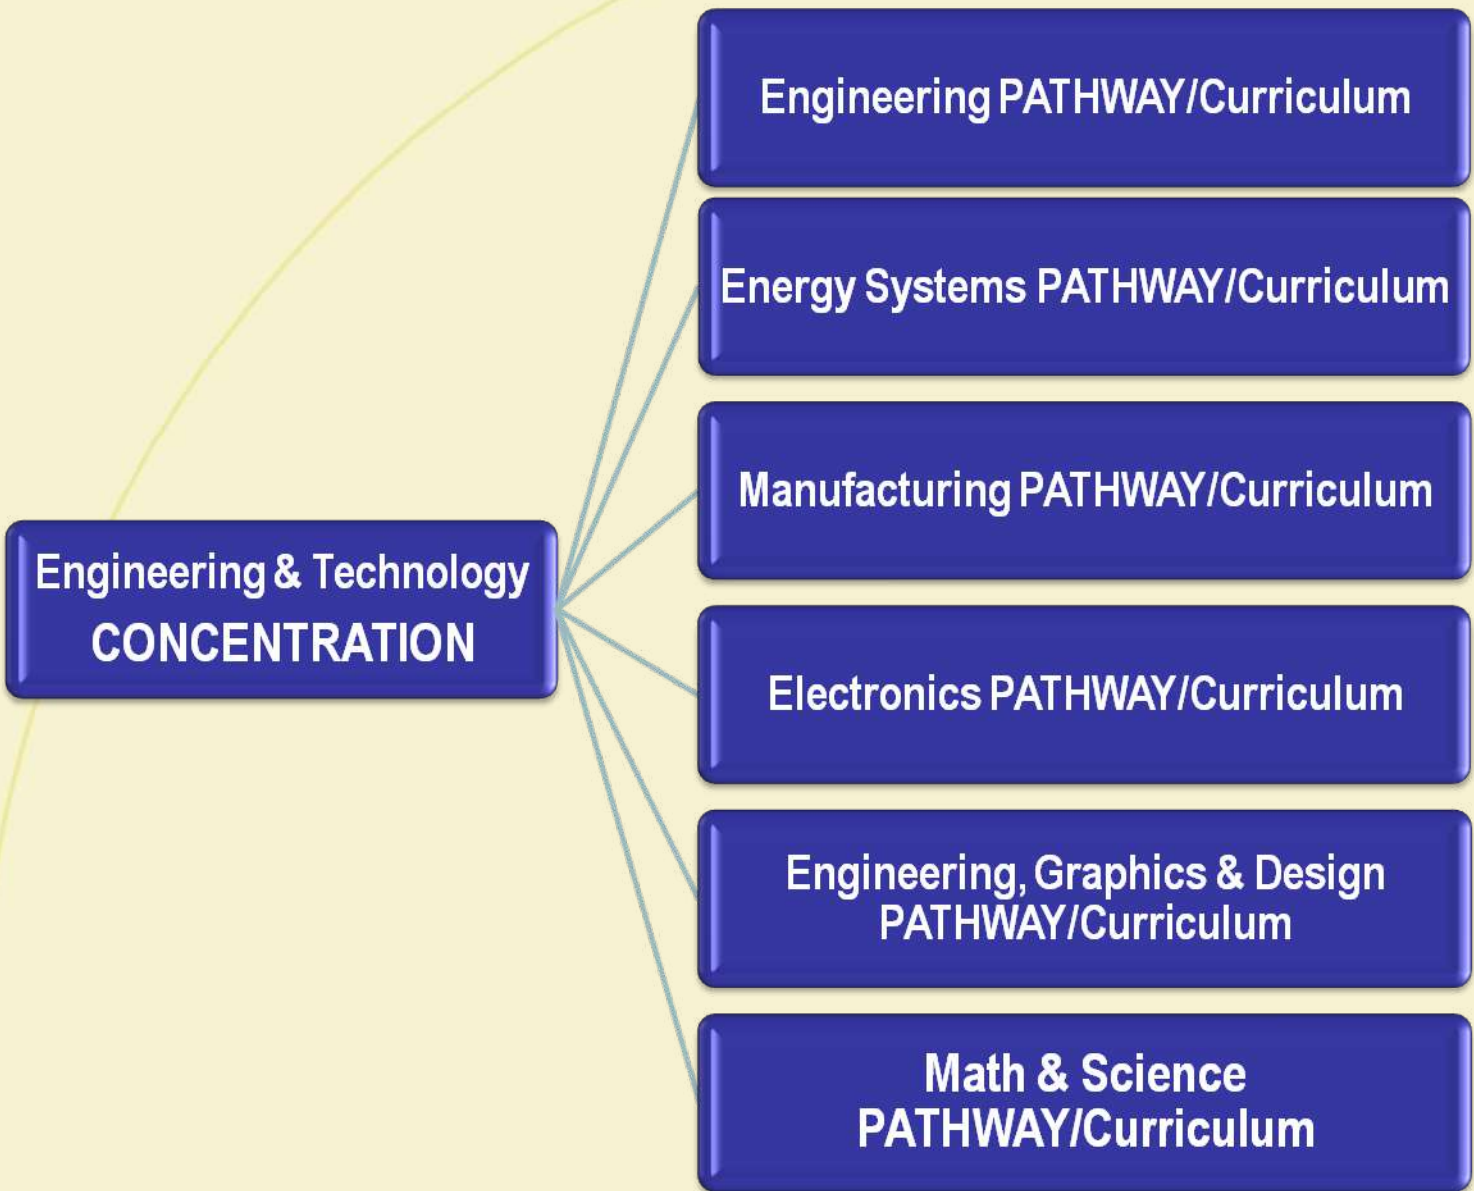 Engineering PATHWAY/Curriculum
Energy Systems PATHWAY/Curriculum
Manufacturing PATHWAY/Curriculum
Engineering & Technology
CONCENTRATION
Electronics PATHWAY/Curriculum
Engineering, Graphics & Design
PATHWAY/Curriculum
Math & Science
PATHWAY/Curriculum